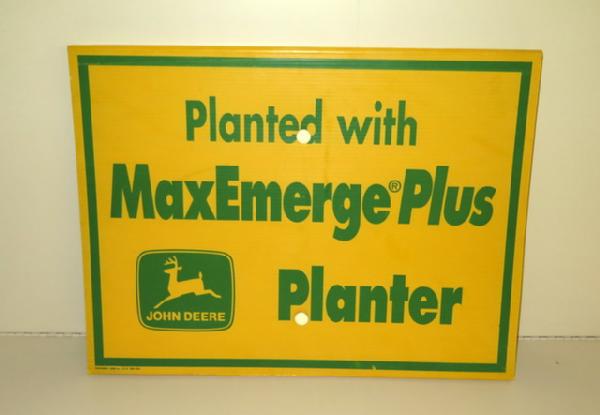 Planted with
MaxEmerge® Plus
Planter
JOHN DEERE